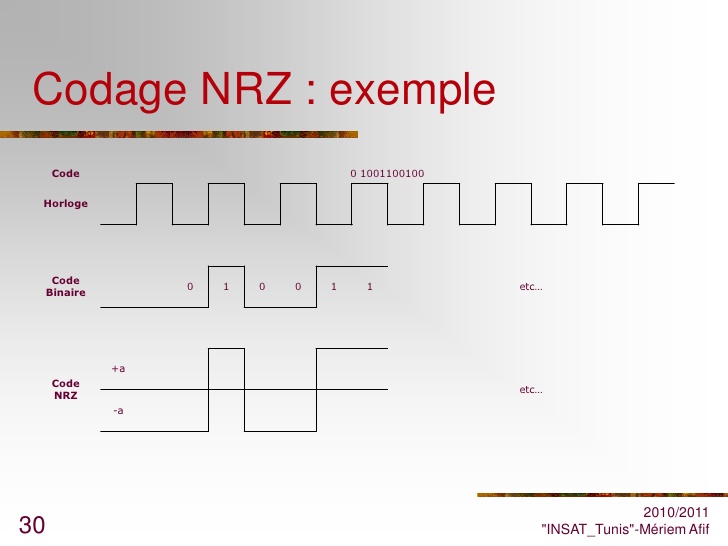 Codage NRZ : exemple
Code
0 1001100100
Horloge
Code
Binaire
0 1 0 0 1 1 etc…
+a
Code
NRZ
etc…
-a
2010/2011
30
"INSAT_Tunis"-Mériem Afif